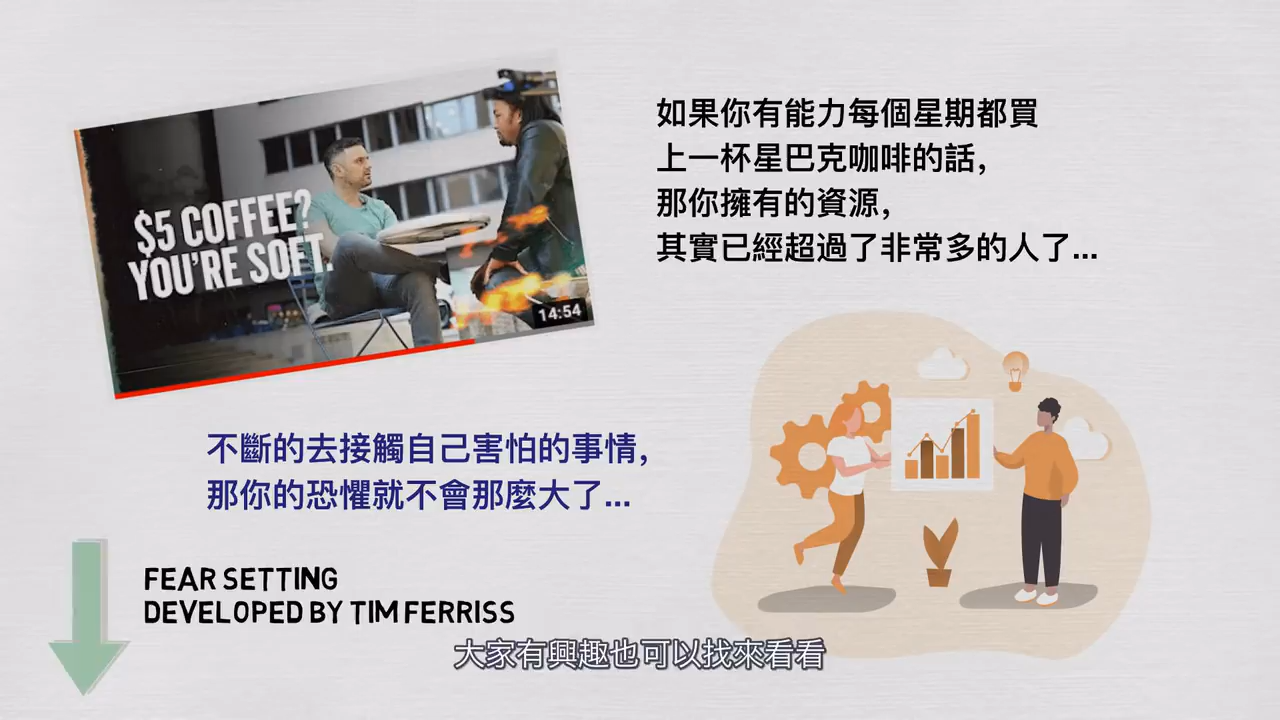 $5 COFFEE?
YOU'RE SOFT.
14:54
如果你有能力每個星期都買
上一杯星巴克咖啡的話,
那你擁有的資源,
其實已經超過了非常多的人了...
不斷的去接觸自己害怕的事情,
那你的恐懼就不會那麼大了...
FEAR SETTING
DEVELOPED BY TIM FERRISS
大家有興趣也可以找來看看